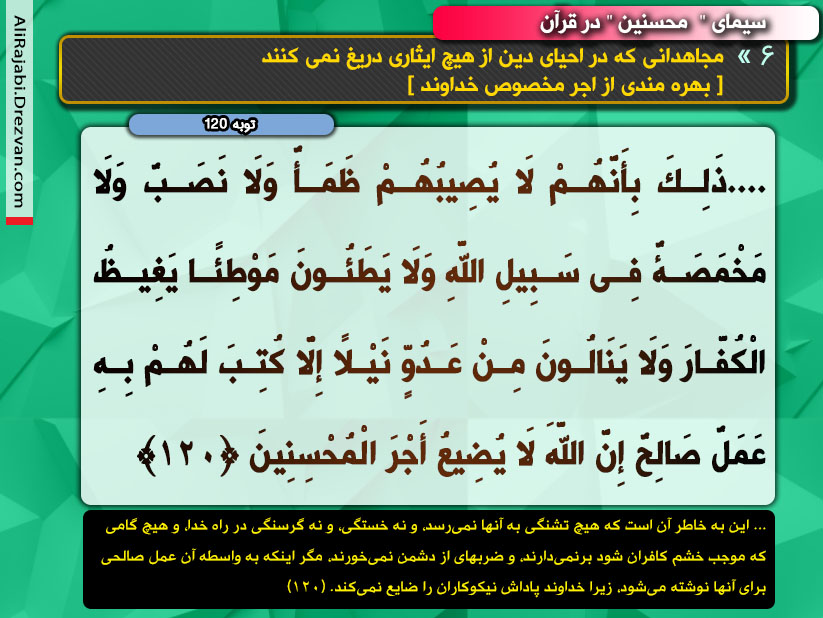 سیمای " محسنین " در قرآن
۶ » مجاهدانی که در احیای دین از هیچ ایثاری دریغ نمی کنند
[ بهره مندی از اجر مخصوص خداوند ]
توبه 120
....ذَلِكَ بِأَنَّهُمْ لَا يُصِيبُهُمْ ظَمَأٌ وَلَا نَصَبٌ وَلَا
مَخْمَصَةٌ فِی سَبِيلِ اللَّهِ وَلَا يَطَئُونَ مَوْطِئًا يَغِيظُ
الْكُفَّارَ وَلَا يَنَالُونَ مِنْ عَدُوٍّ نَيْلًا إِلَّا كُتِبَ لَهُمْ بِهِ
عَمَلٌ صَالِحٌ إِنَّ اللَّهَ لَا يُضِيعُ أَجْرَ الْمُحْسِنِينَ ﴿۱۲۰﴾
... این به خاطر آن است که هیچ تشنگی به آنها نمی‌رسد، و نه خستگی، و نه گرسنگی در راه خدا، و هیچ گامی
که موجب خشم کافران شود برنمی‌دارند، و ضربهای از دشمن نمی‌خورند، مگر اینکه به واسطه آن عمل صالحی
برای آنها نوشته می‌شود، زیرا خداوند پاداش نیکوکاران را ضایع نمی‌کند. (۱۲۰)
AliRajabi.Drezvan.com